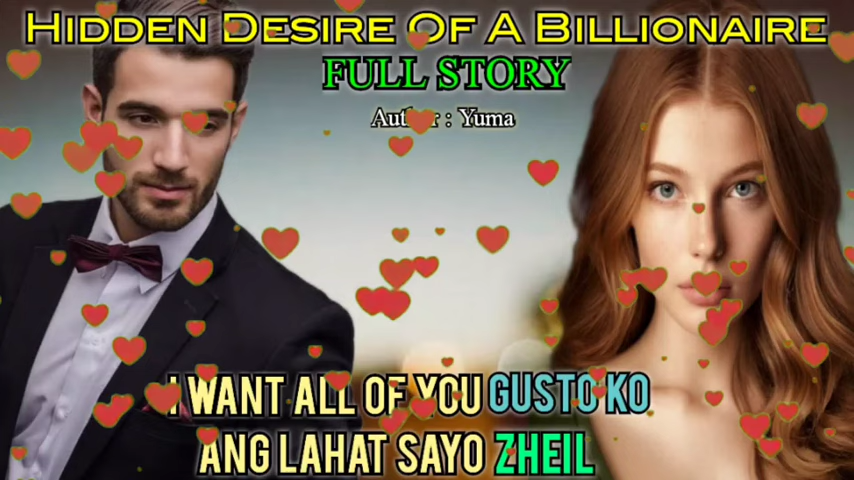 HIDDEN DESIRE OF A BILLIONAIRE
FULL STORY
Author : Yuma
I WANT ALL OF YOU GUSTO KO
ANG LAHAT SAYO ZHEIL